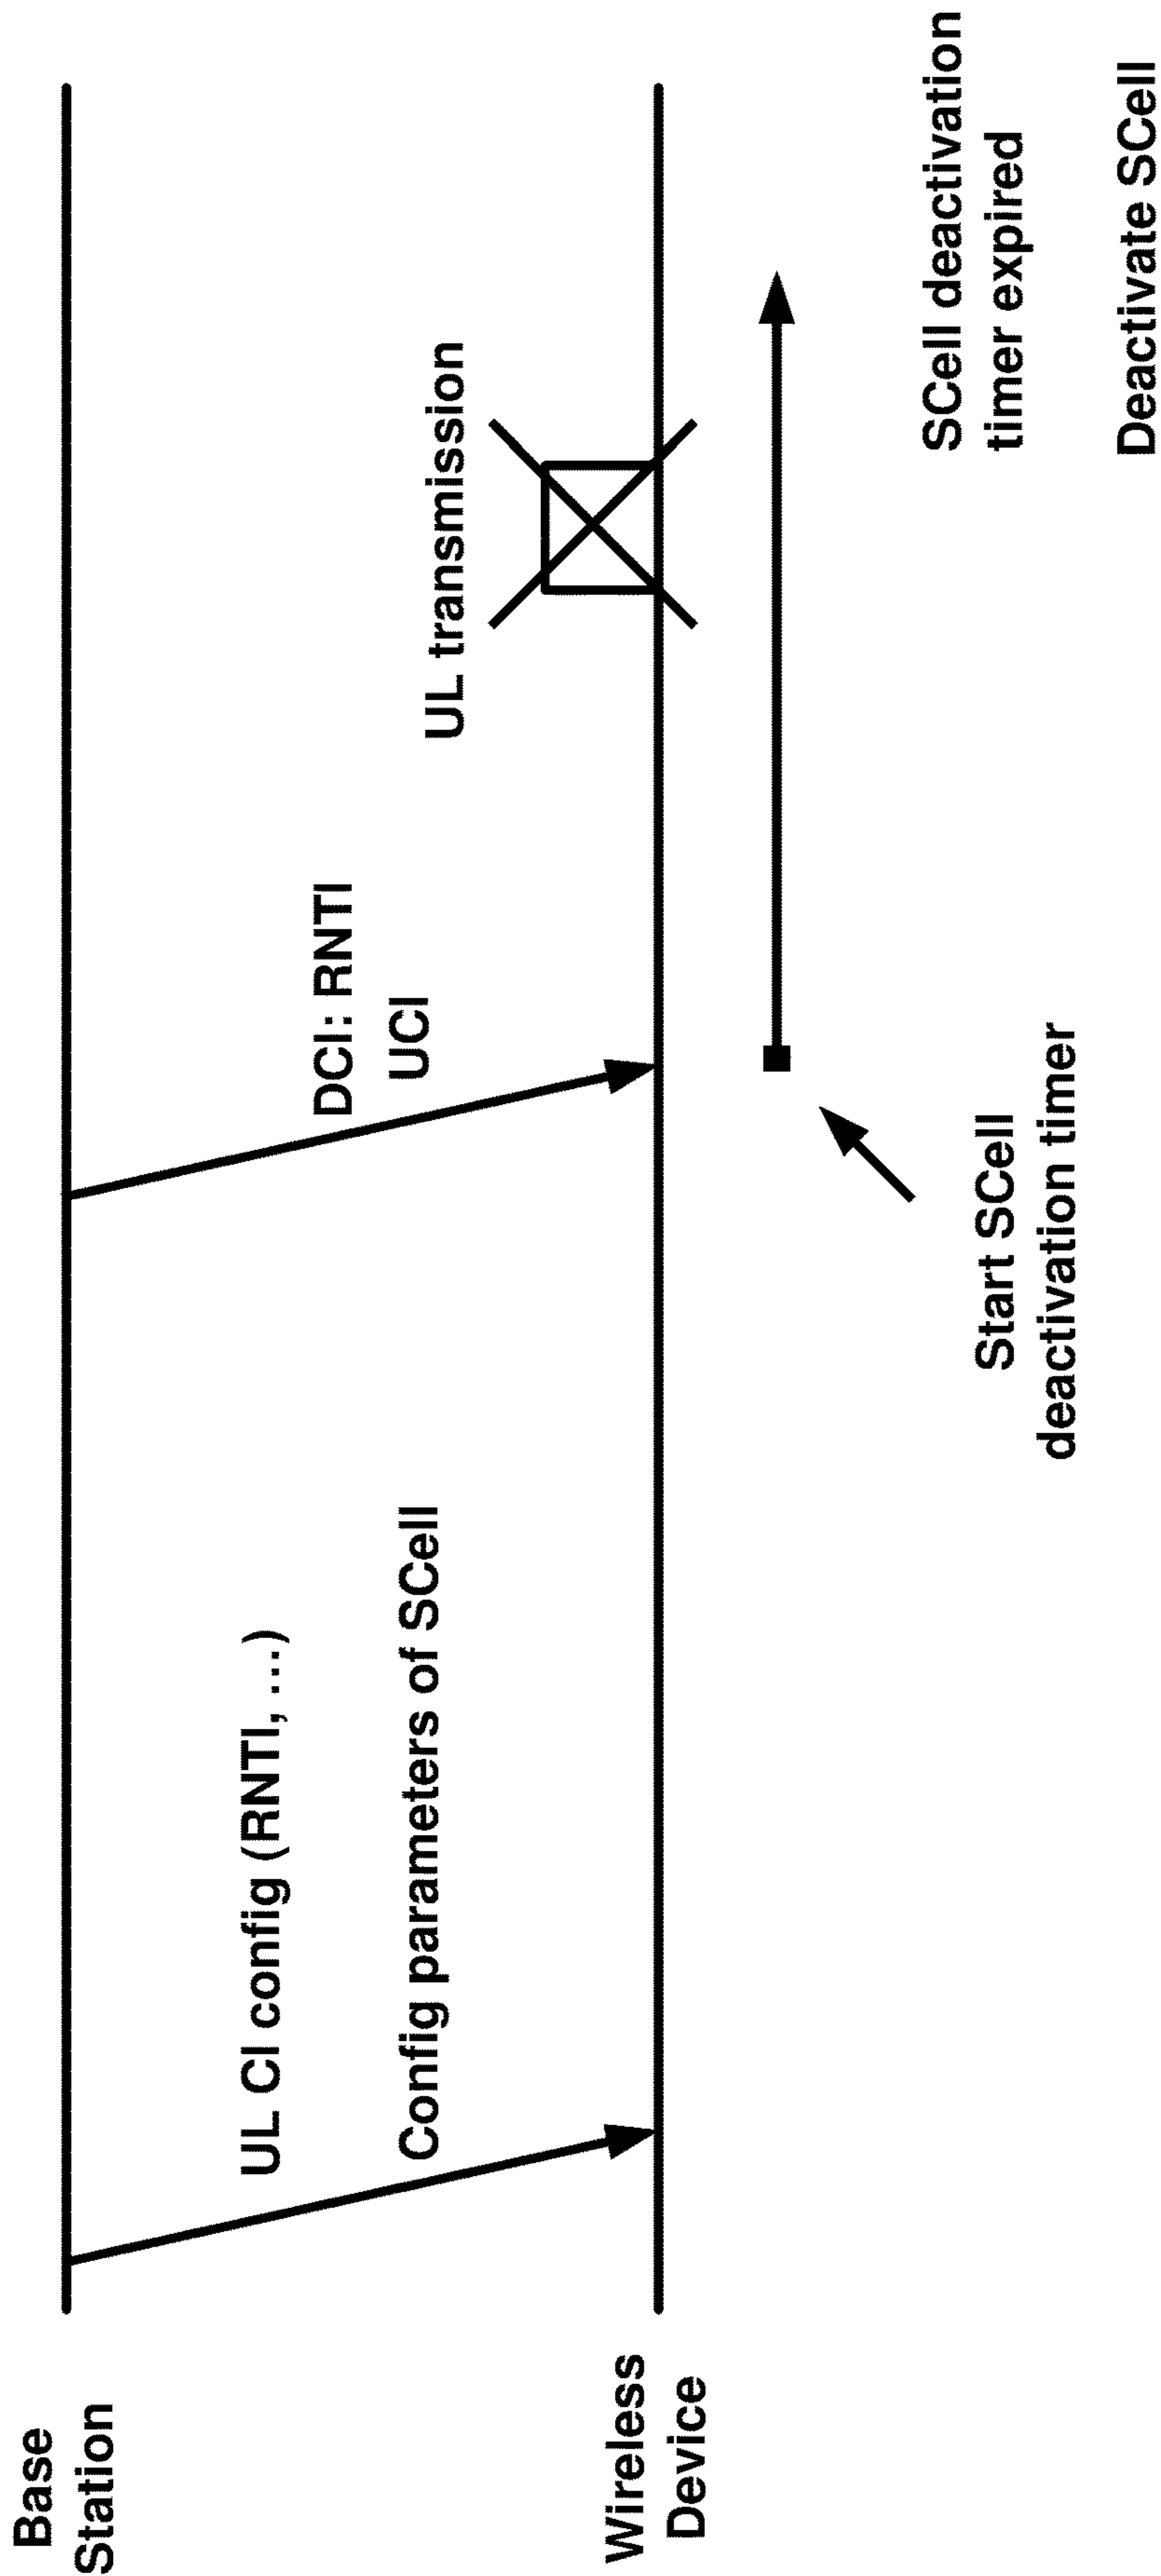 Base
Station
UL CI config (RNTI, ...)
Config parameters of SCell
DCI: RNTI
UCI
UL transmission
Wireless
Device
Start SCell
deactivation timer
SCell deactivation
timer expired
Deactivate SCell